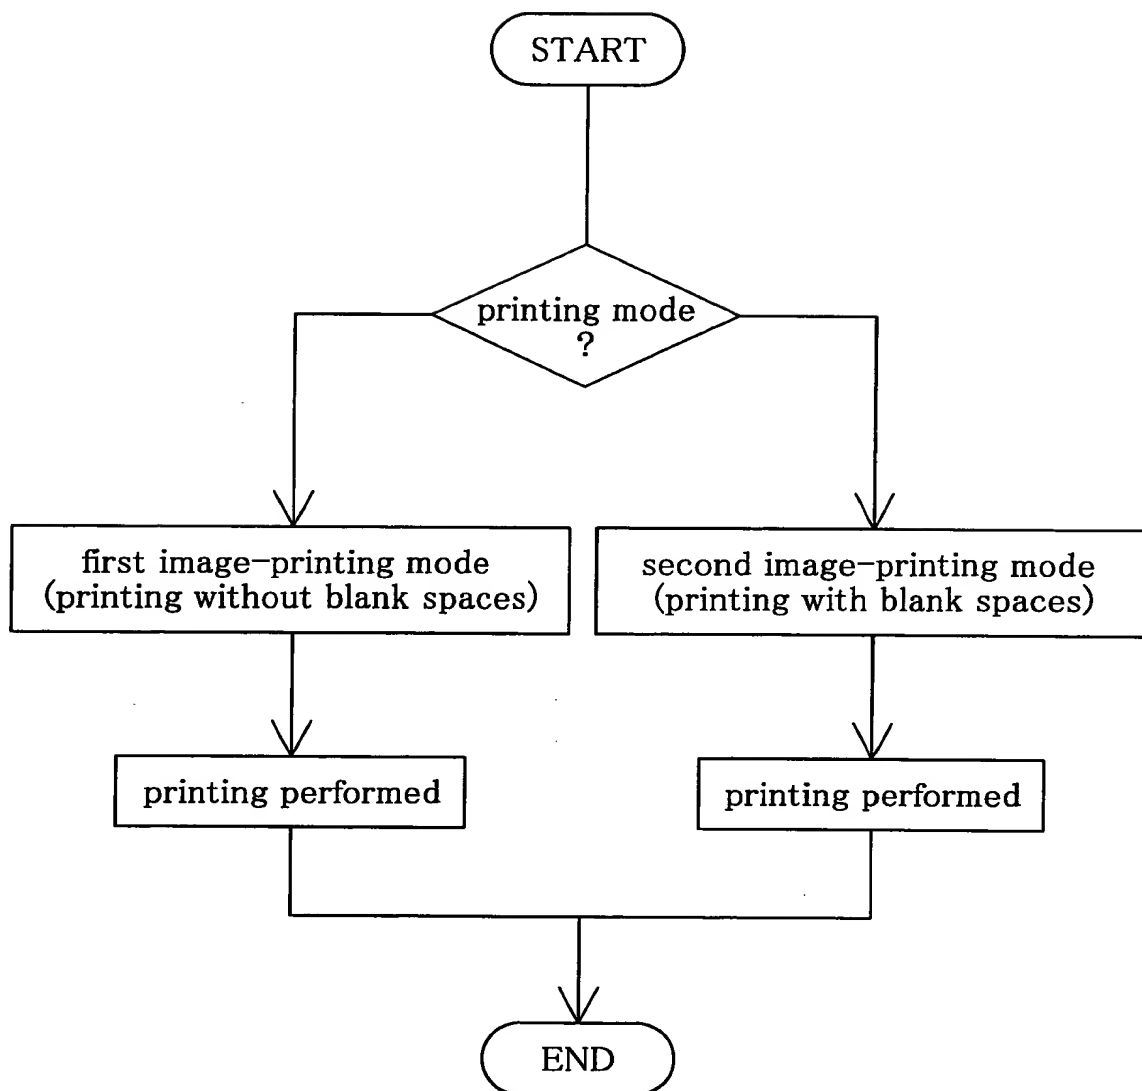 START
printing mode
?
first image-printing mode
(printing without blank spaces)
second image-printing mode
(printing with blank spaces)
printing performed
printing performed
END